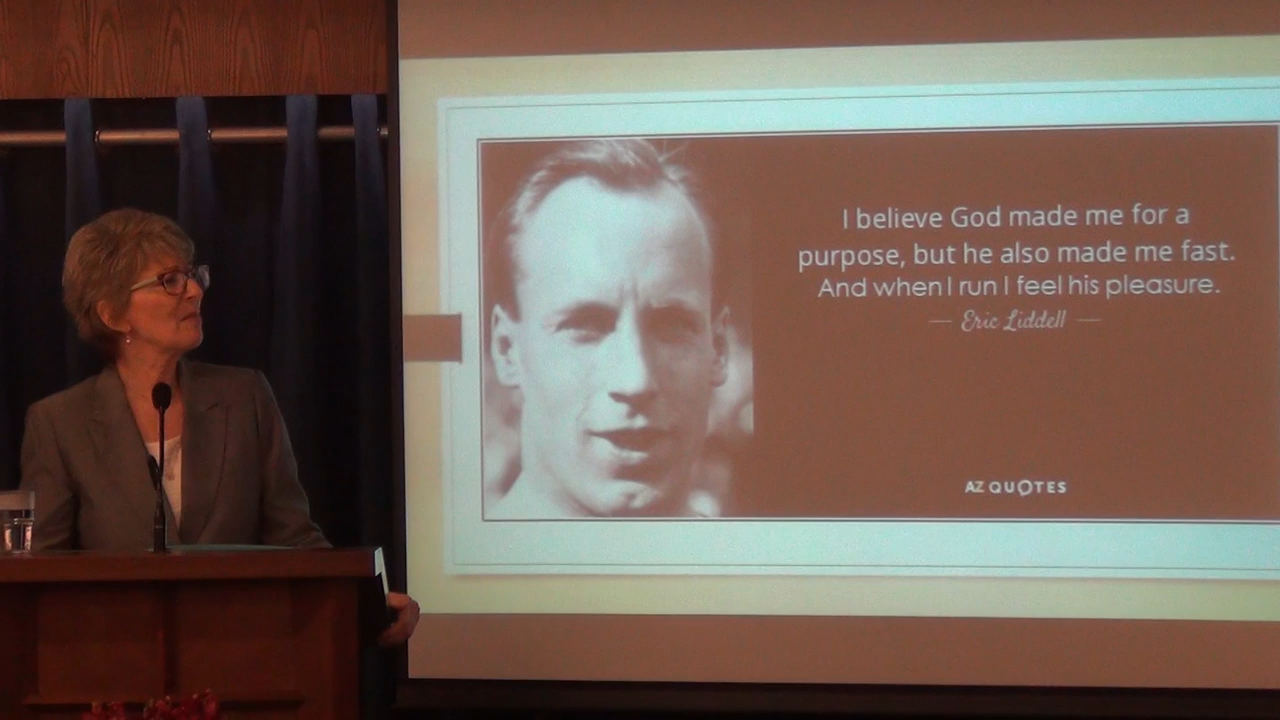 I believe God made me for a
purpose, but he also made me fast.
And when I run I feel his pleasure.
— Eric Liddell —
AZ QUOTES